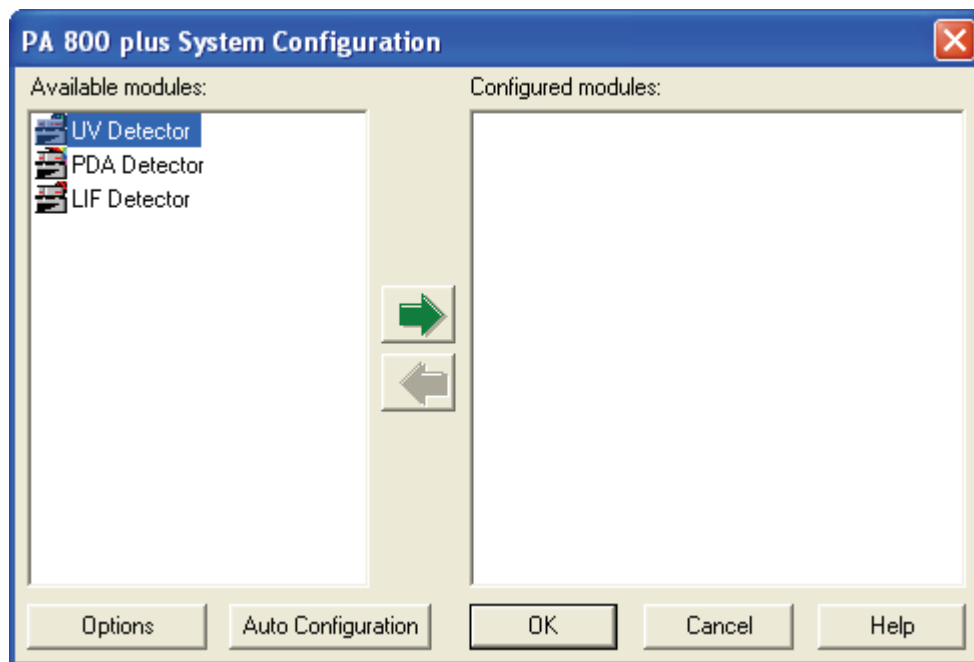 PA 800 plus System Configuration
Available modules:
Configured modules:
UV Detector
PDA Detector
LIF Detector
Options
Auto Configuration
OK
Cancel
Help